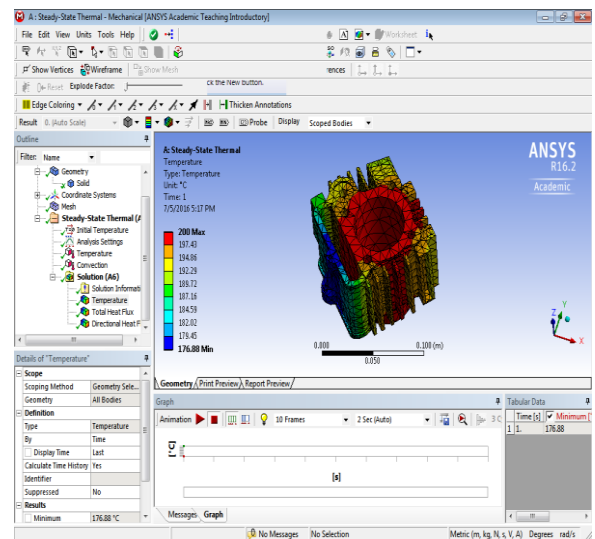 A : Steady-State Thermal - Mechanical [ANSYS Academic Teaching Introductory]
File Edit View Units Tools Help
Worksheet
Show Vertices Wireframe Show Mesh
rences
Reset Explode Factor:
ck the New button.
Edge Coloring
Thicken Annotations
Result 0. (Auto Scale)
Probe Display Scoped Bodies
Outline
Filter: Name
Geometry
Solid
Coordinate Systems
Mesh
Steady-State Thermal (A
Initial Temperature
Analysis Settings
Temperature
Convection
Solution (A6)
Solution Informati
Temperature
Total Heat Flux
Directional Heat F
A: Steady-State Thermal
Temperature
Type: Temperature
Unit: °C
Time: 1
7/5/2016 5:17 PM
200 Max
197.43
194.86
192.29
189.72
187.16
184.59
182.02
179.45
176.88 Min
ANSYS
R16.2
Academic
0.000
0.100 (m)
0.050
Y
Z
X
Geometry Print Preview Report Preview
Details of "Temperature"
Scope
Scoping Method Geometry Sele...
Geometry All Bodies
Definition
Type Temperature
By Time
Display Time Last
Calculate Time History Yes
Identifier
Suppressed No
Results
Minimum 176.88 °C
Graph
Animation 10 Frames 2 Sec (Auto)
3 C
[°C]
[s]
Messages Graph
Tabular Data
Time [s] Minimum [°
1 1. 176.88
No Messages No Selection Metric (m, kg, N, s, V, A) Degrees rad/s